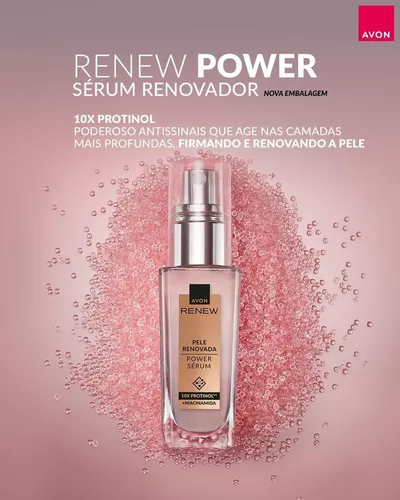 AVON
RENEW POWER
SÉRUM RENOVADOR NOVA EMBALAGEM
10X PROTINOL
PODEROSO ANTISSINAIS QUE AGE NAS CAMADAS
MAIS PROFUNDAS, FIRMANDO E RENOVANDO A PELE
AVON
RENEW
PELE
RENOVADA
POWER
SÉRUM
10X PROTINOL™
+NIACINAMIDA